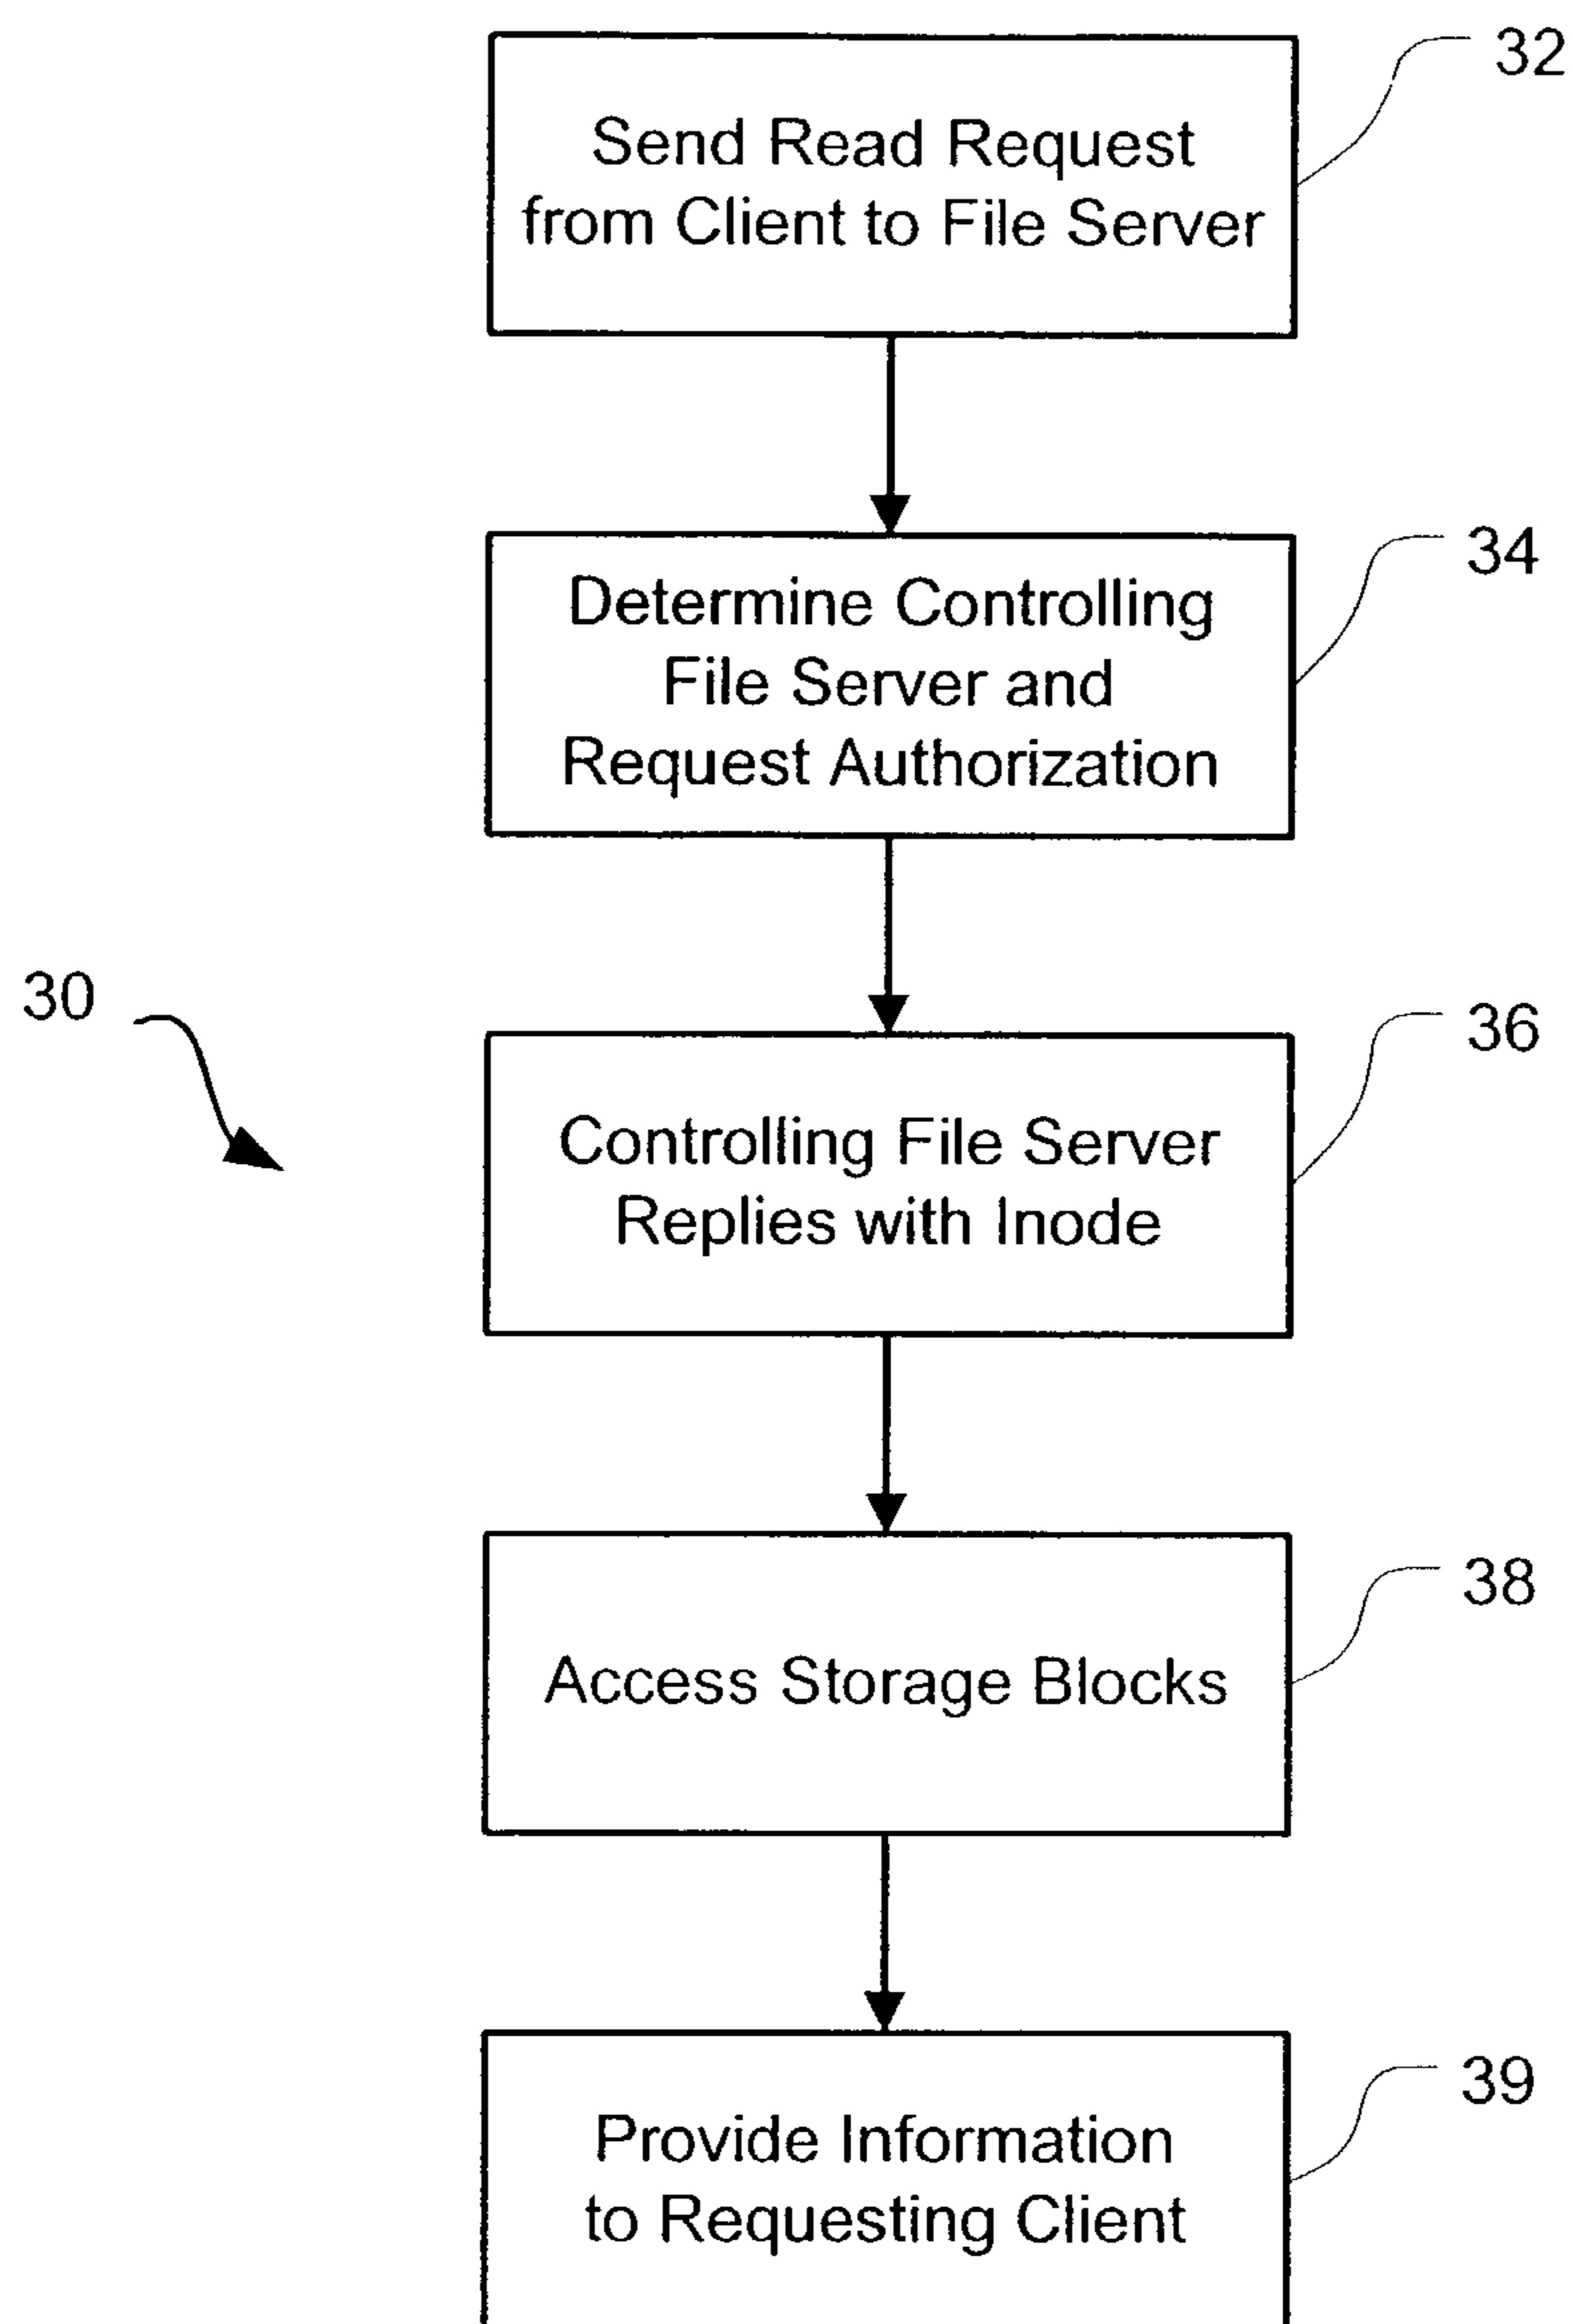 32
Send Read Request
from Client to File Server
34
Determine Controlling
File Server and
Request Authorization
30
36
Controlling File Server
Replies with Inode
38
Access Storage Blocks
39
Provide Information
to Requesting Client